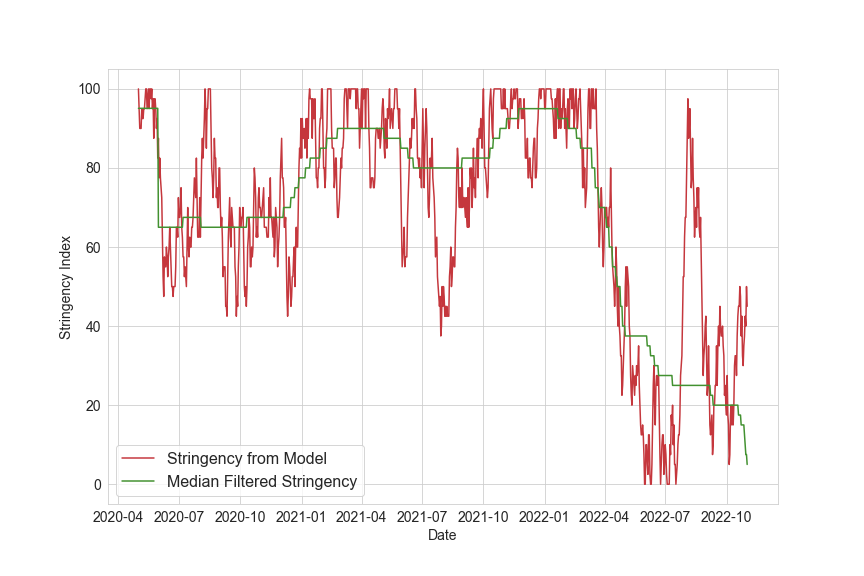 100
80
60
40
20
0
Stringency Index
Stringency from Model
Median Filtered Stringency
2020-04 2020-07 2020-10 2021-01 2021-04 2021-07 2021-10 2022-01 2022-04 2022-07 2022-10
Date